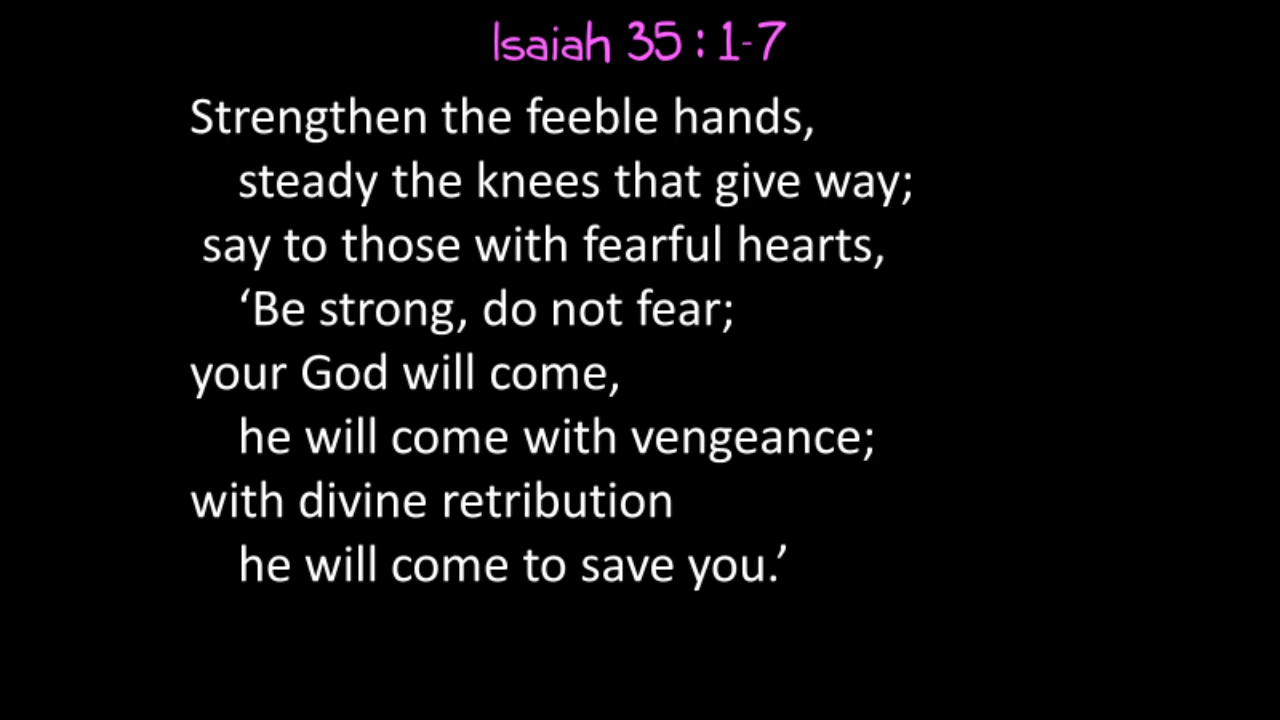 Isaiah 35 : 1-7
Strengthen the feeble hands,
steady the knees that give way;
say to those with fearful hearts,
‘Be strong, do not fear;
your God will come,
he will come with vengeance;
with divine retribution
he will come to save you.’